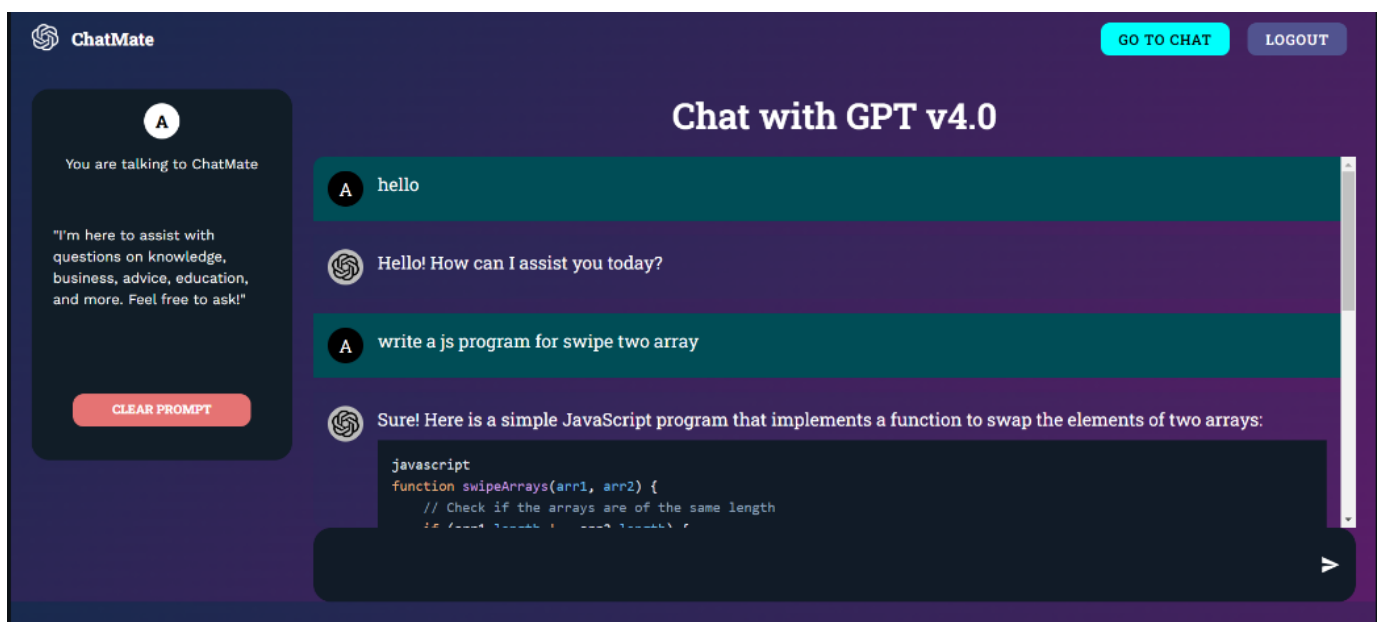 ChatMate
GO TO CHAT
LOGOUT
A
You are talking to ChatMate
"I'm here to assist with
questions on knowledge,
business, advice, education,
and more. Feel free to ask!"
CLEAR PROMPT
Chat with GPT v4.0
A
hello
Hello! How can I assist you today?
A
write a js program for swipe two array
Sure! Here is a simple JavaScript program that implements a function to swap the elements of two arrays:
javascript
function swipeArrays(arr1, arr2) {
// Check if the arrays are of the same length